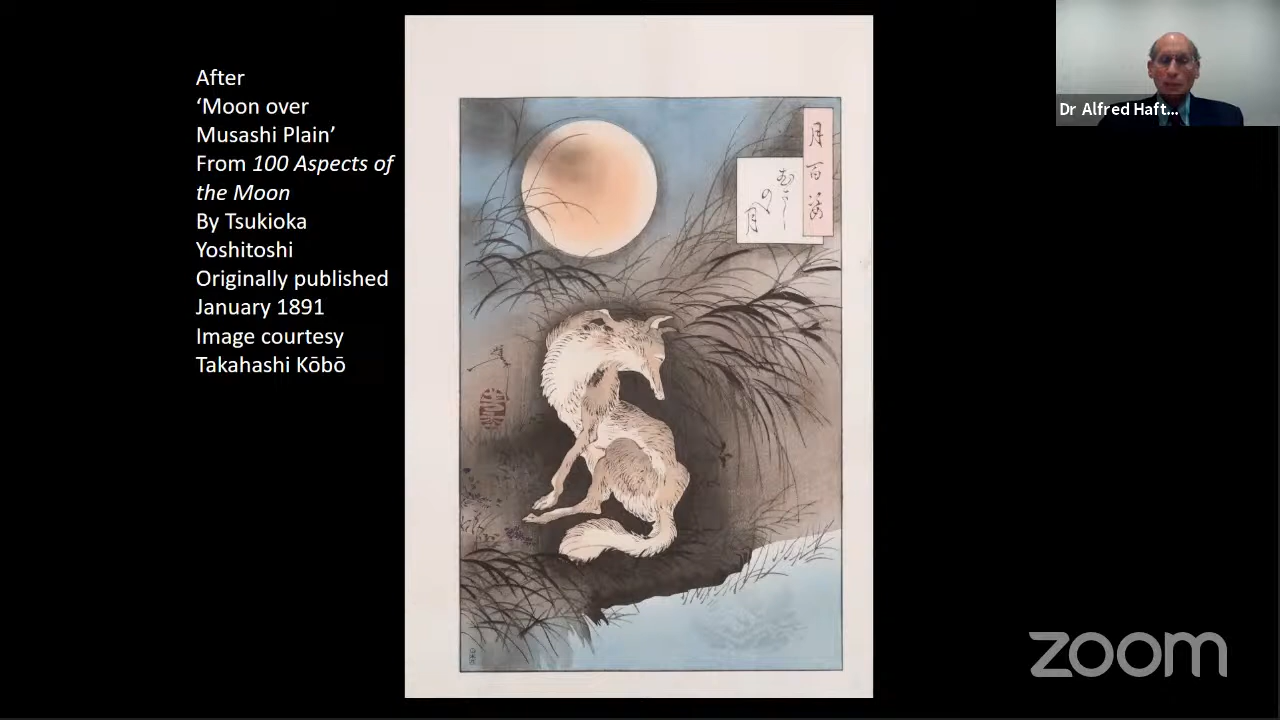 After
‘Moon over
Musashi Plain’
From 100 Aspects of
the Moon
By Tsukioka
Yoshitoshi
Originally published
January 1891
Image courtesy
Takahashi Kōbō
月百姿
むさしのゝ月
Dr Alfred Haft...
zoom